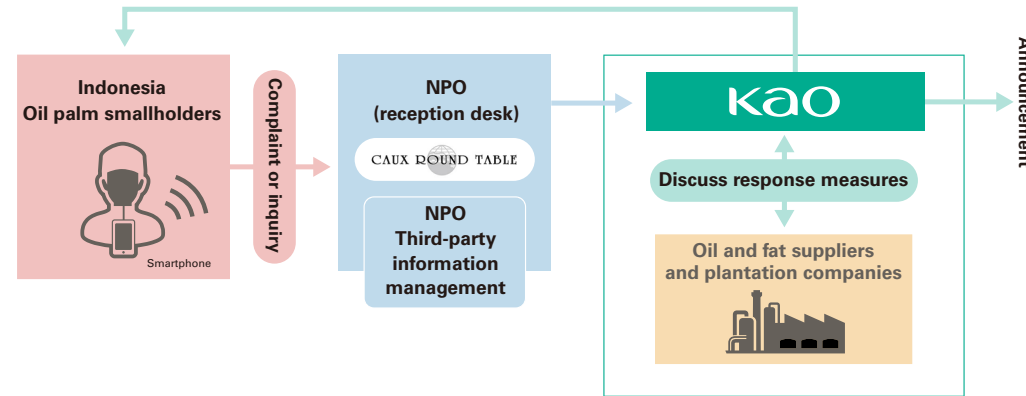 Indonesia
Oil palm smallholders
Smartphone
Complaint or inquiry
NPO
(reception desk)
CAUX ROUND TABLE
NPO
Third-party
information
management
Kao
Discuss response measures
Oil and fat suppliers
and plantation companies
Announcement